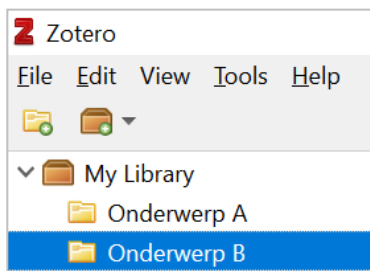 Zotero
File Edit View Tools Help
My Library
Onderwerp A
Onderwerp B